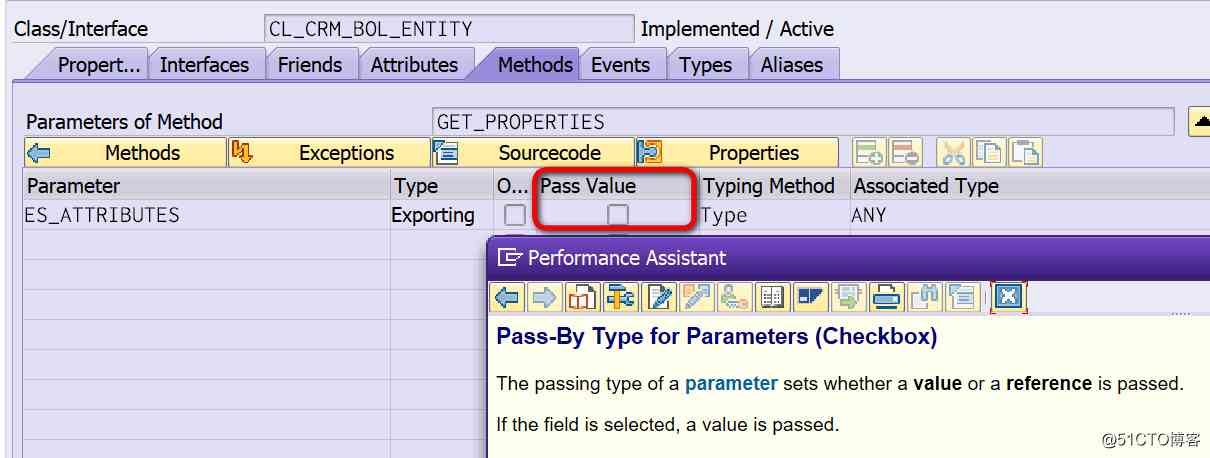 Class/Interface CL_CRM_BOL_ENTITY Implemented / Active
Propert... Interfaces Friends Attributes Methods Events Types Aliases
Parameters of Method GET_PROPERTIES
Methods Exceptions Sourcecode Properties
Parameter Type O... Pass Value Typing Method Associated Type
ES_ATTRIBUTES Exporting Type ANY
Performance Assistant
Pass-By Type for Parameters (Checkbox)
The passing type of a parameter sets whether a value or a reference is passed.
If the field is selected, a value is passed.
@51CTO博客